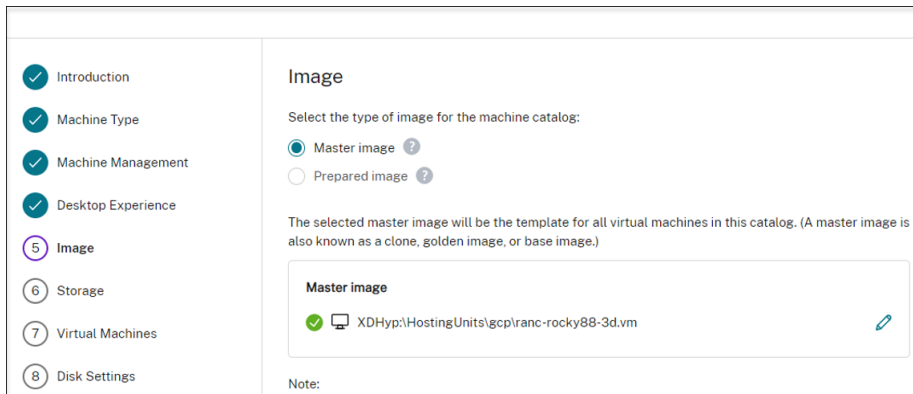 Introduction
Machine Type
Machine Management
Desktop Experience
5 Image
6 Storage
7 Virtual Machines
8 Disk Settings
Image
Select the type of image for the machine catalog:
Master image ?
Prepared image ?
The selected master image will be the template for all virtual machines in this catalog. (A master image is
also known as a clone, golden image, or base image.)
Master image
XDHyp:\HostingUnits\gcp\ranc-rocky88-3d.vm
Note: